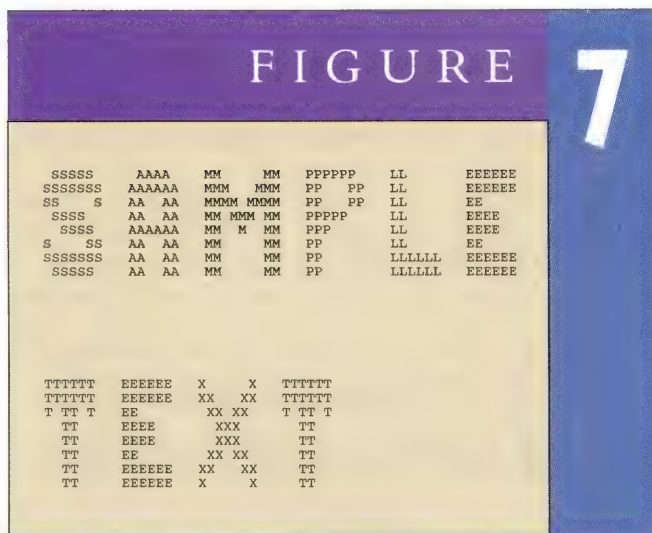 FIGURE 7
 SSSSS     AAAA    MM     MM   PPPPPP    LL       EEEEEE
SSSSSSS   AAAAAA   MMM   MMM   PP   PP   LL       EEEEEE
SS    S   AA  AA   MMMM MMMM   PP   PP   LL       EE
 SSSS     AA  AA   MM MMM MM   PPPPP     LL       EEEE
  SSSS    AAAAAA   MM  M  MM   PPP       LL       EEEE
S    SS   AA  AA   MM     MM   PP        LL       EE
SSSSSSS   AA  AA   MM     MM   PP        LLLLLL   EEEEEE
 SSSSS    AA  AA   MM     MM   PP        LLLLLL   EEEEEE
TTTTTT   EEEEEE   X     X   TTTTTT
TTTTTT   EEEEEE   XX   XX   TTTTTT
T TT T   EE        XX XX    T TT T
  TT     EEEE       XXX       TT
  TT     EEEE       XXX       TT
  TT     EE        XX XX      TT
  TT     EEEEEE   XX   XX     TT
  TT     EEEEEE   X     X     TT